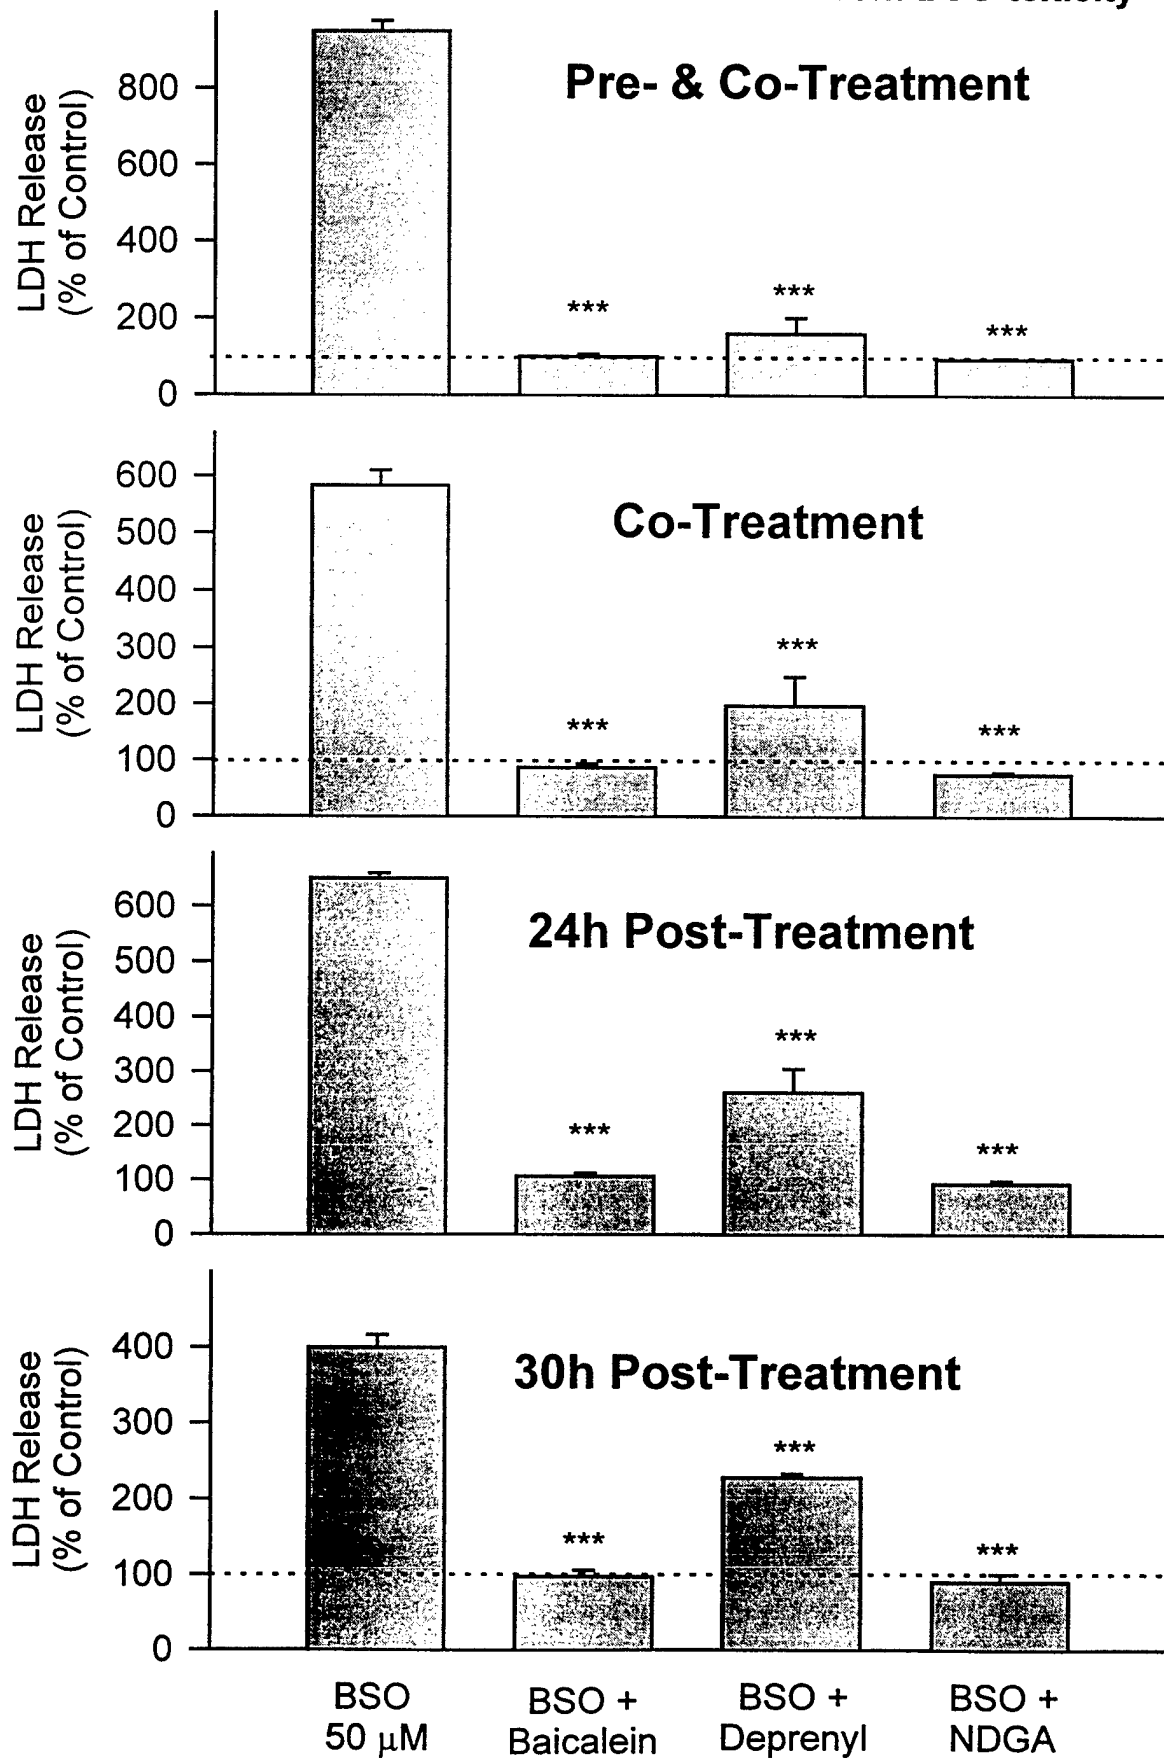 toxicity
Pre- & Co-Treatment
LDH Release
(% of Control)
800
600
400
200
0
***
***
***
Co-Treatment
LDH Release
(% of Control)
600
500
400
300
200
100
0
***
***
***
24h Post-Treatment
LDH Release
(% of Control)
600
500
400
300
200
100
0
***
***
***
30h Post-Treatment
LDH Release
(% of Control)
400
300
200
100
0
***
***
***
BSO
50 μM
BSO +
Baicalein
BSO +
Deprenyl
BSO +
NDGA